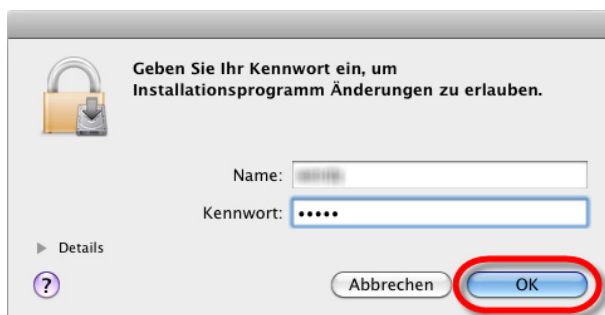 Geben Sie Ihr Kennwort ein, um
Installationsprogramm Änderungen zu erlauben.
Name:
Kennwort: •••••
Details
? Abbrechen OK